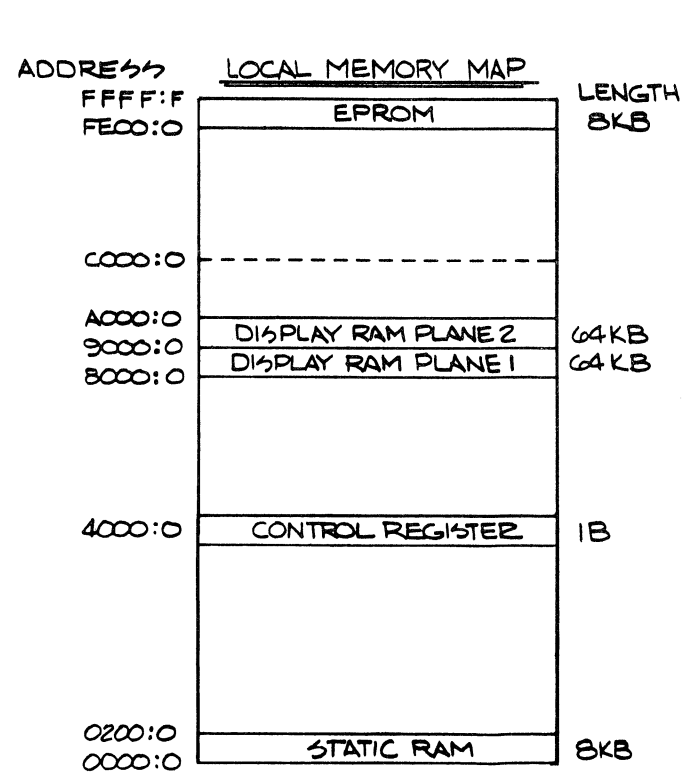 ADDRESS LOCAL MEMORY MAP
FFFF:F LENGTH
EPROM 8KB
FE00:0
C000:0
A000:0
DISPLAY RAM PLANE 2 64KB
9000:0
DISPLAY RAM PLANE 1 64KB
8000:0
4000:0 CONTROL REGISTER 1B
0200:0
STATIC RAM 8KB
0000:0